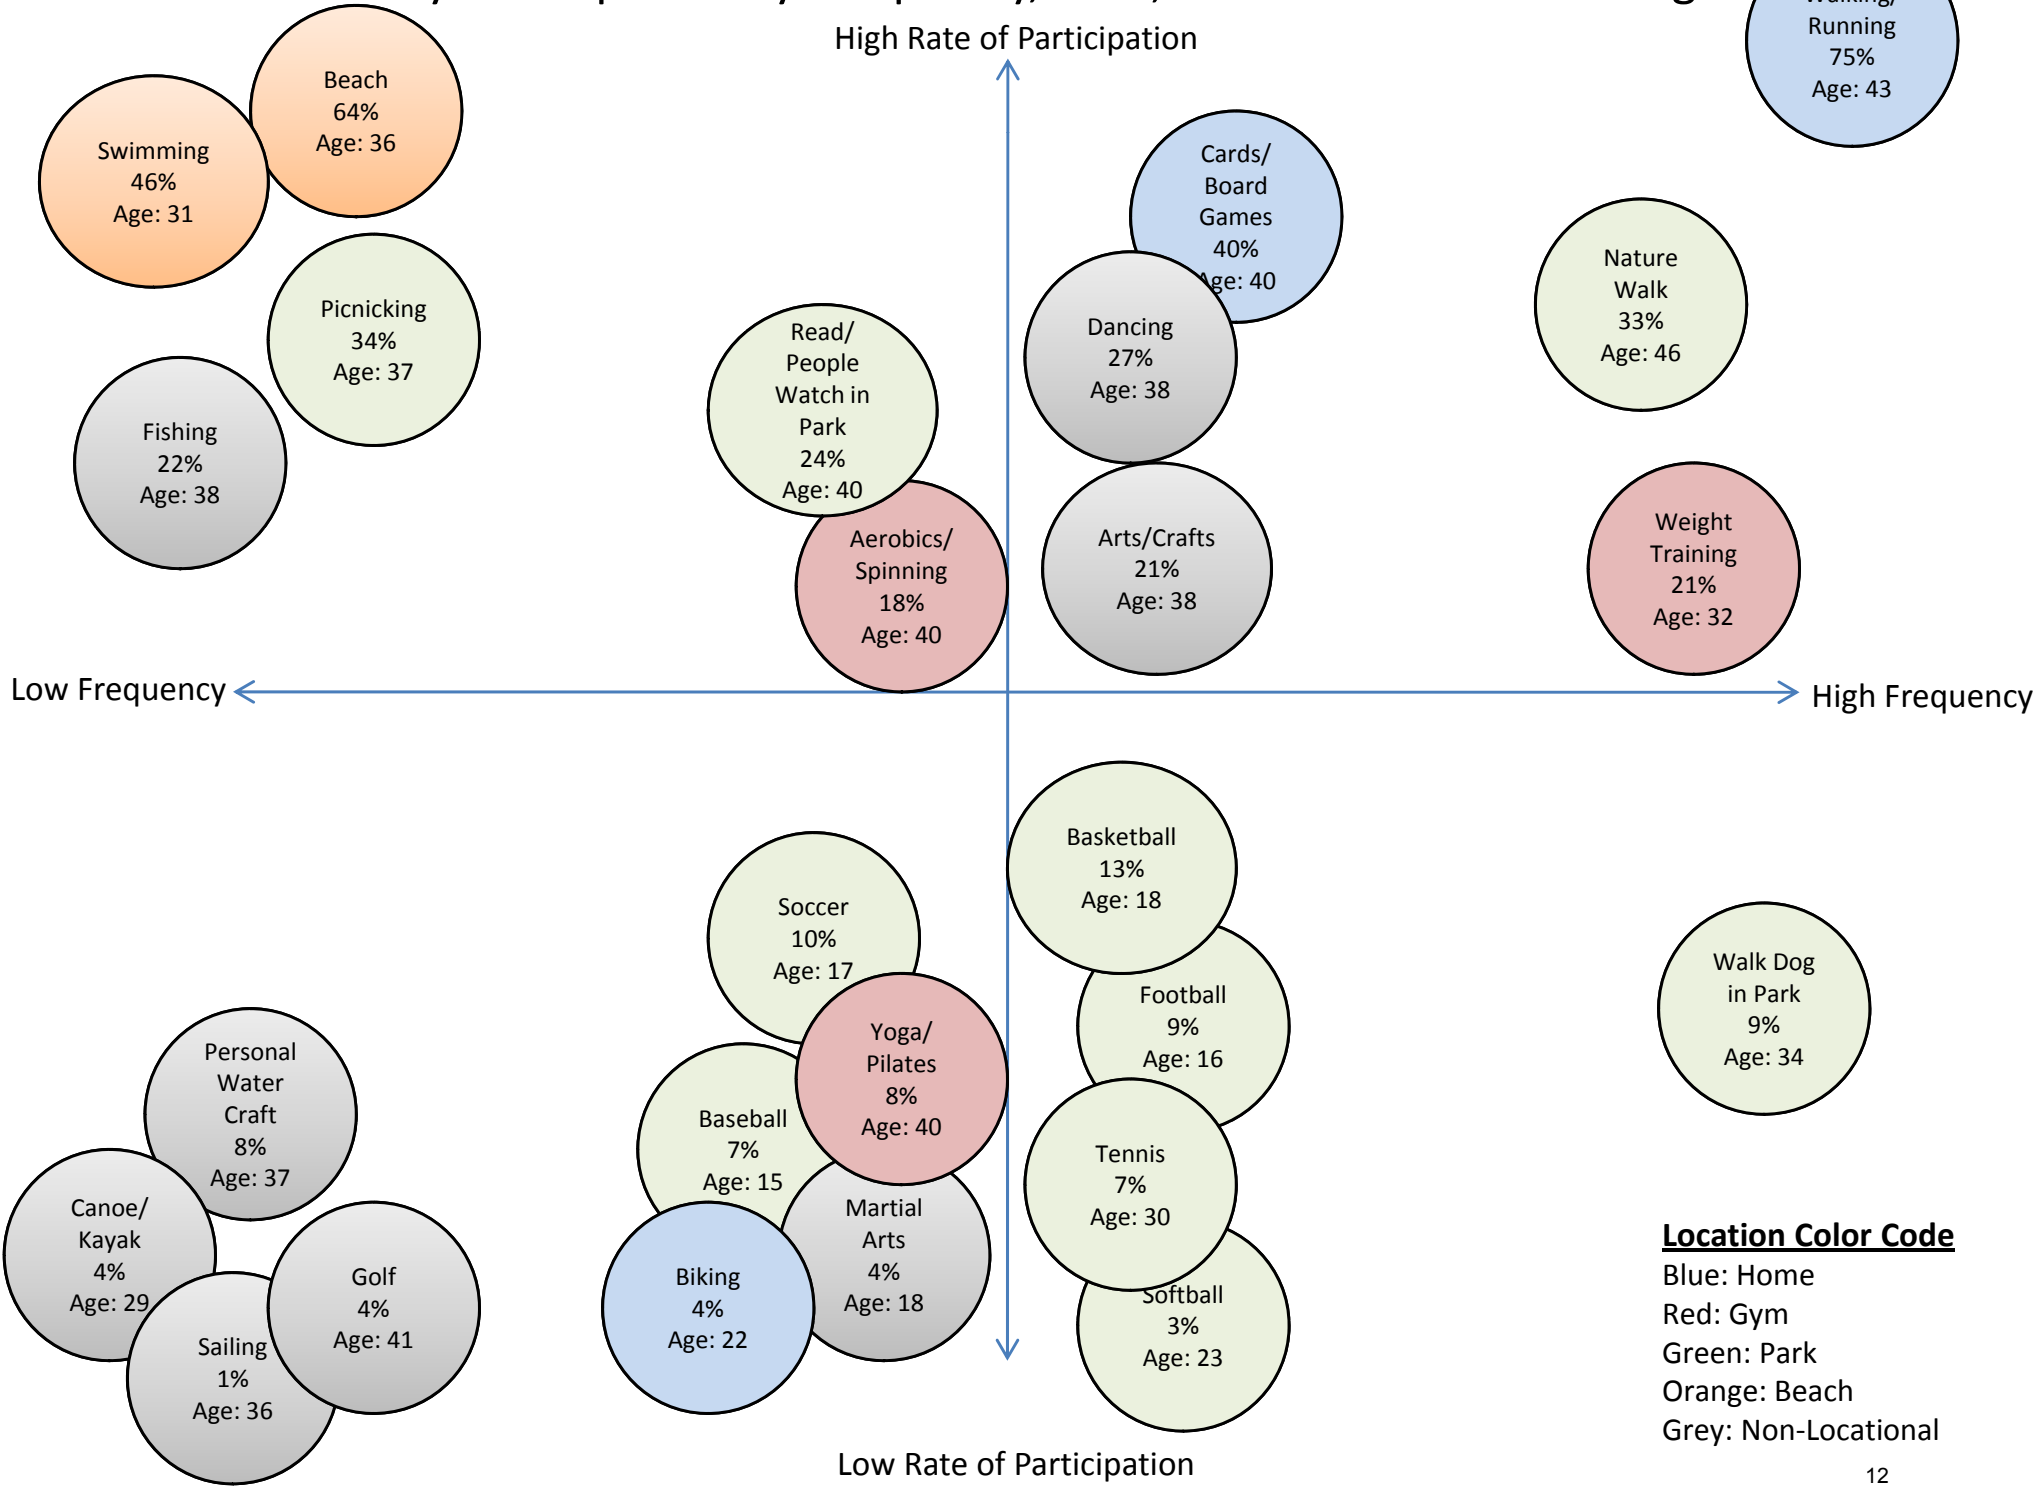 High Rate of Participation
Walking/
Running
75%
Age: 43
Beach
64%
Age: 36
Swimming
46%
Age: 31
Cards/
Board
Games
40%
Age: 40
Nature
Walk
33%
Age: 46
Picnicking
34%
Age: 37
Read/
People
Watch in
Park
24%
Age: 40
Dancing
27%
Age: 38
Fishing
22%
Age: 38
Aerobics/
Spinning
18%
Age: 40
Arts/Crafts
21%
Age: 38
Weight
Training
21%
Age: 32
Low Frequency
High Frequency
Basketball
13%
Age: 18
Soccer
10%
Age: 17
Football
9%
Age: 16
Walk Dog
in Park
9%
Age: 34
Yoga/
Pilates
8%
Age: 40
Personal
Water
Craft
8%
Age: 37
Baseball
7%
Age: 15
Tennis
7%
Age: 30
Canoe/
Kayak
4%
Age: 29
Martial
Arts
4%
Age: 18
Golf
4%
Age: 41
Biking
4%
Age: 22
Softball
3%
Age: 23
Sailing
1%
Age: 36
Location Color Code
Blue: Home
Red: Gym
Green: Park
Orange: Beach
Grey: Non-Locational
Low Rate of Participation
12